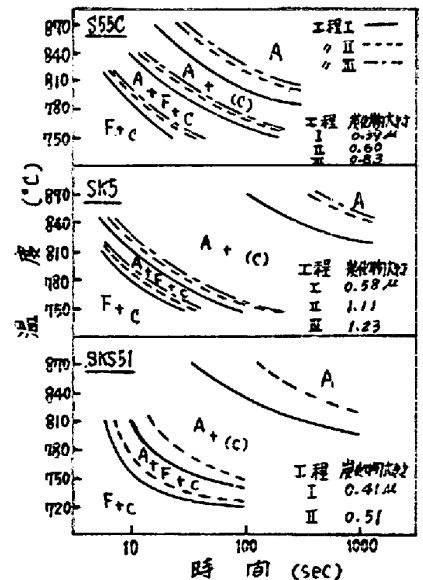 温度 (°C)
S55C
870
840
810
780
750
A
A + (C)
A + F + C
F + C
工程 I
〃 II
〃 III
工程 炭化物大きさ
I 0.39μ
II 0.60
III 0.83
SK5
870
840
810
780
750
A
A + (C)
A + F + C
F + C
工程 炭化物大きさ
I 0.58μ
II 1.11
III 1.23
SKS51
870
840
810
780
750
720
A
A + (C)
A + F + C
F + C
工程 炭化物大きさ
I 0.41μ
II 0.51
10 100 1000
時間 (sec)